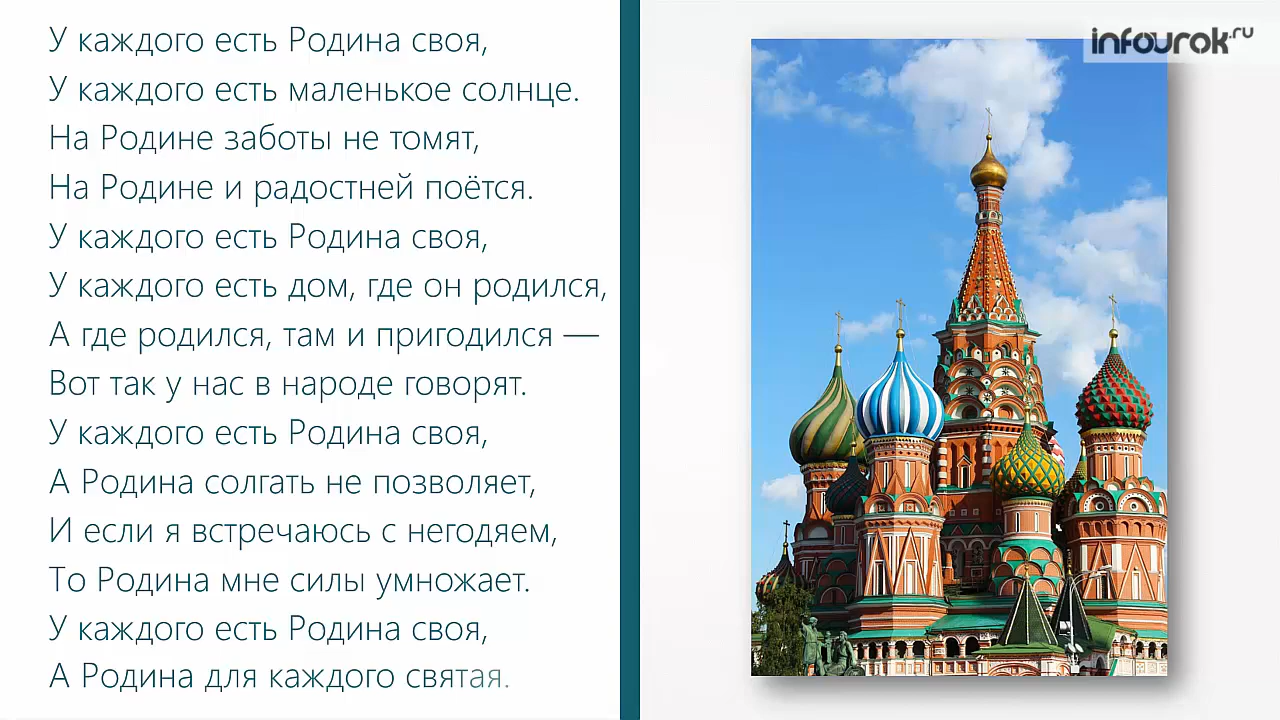 У каждого есть Родина своя,
У каждого есть маленькое солнце.
На Родине заботы не томят,
На Родине и радостней поётся.
У каждого есть Родина своя,
У каждого есть дом, где он родился,
А где родился, там и пригодился —
Вот так у нас в народе говорят.
У каждого есть Родина своя,
А Родина солгать не позволяет,
И если я встречаюсь с негодяем,
То Родина мне силы умножает.
У каждого есть Родина своя,
А Родина для каждого святая.
infourok.ru